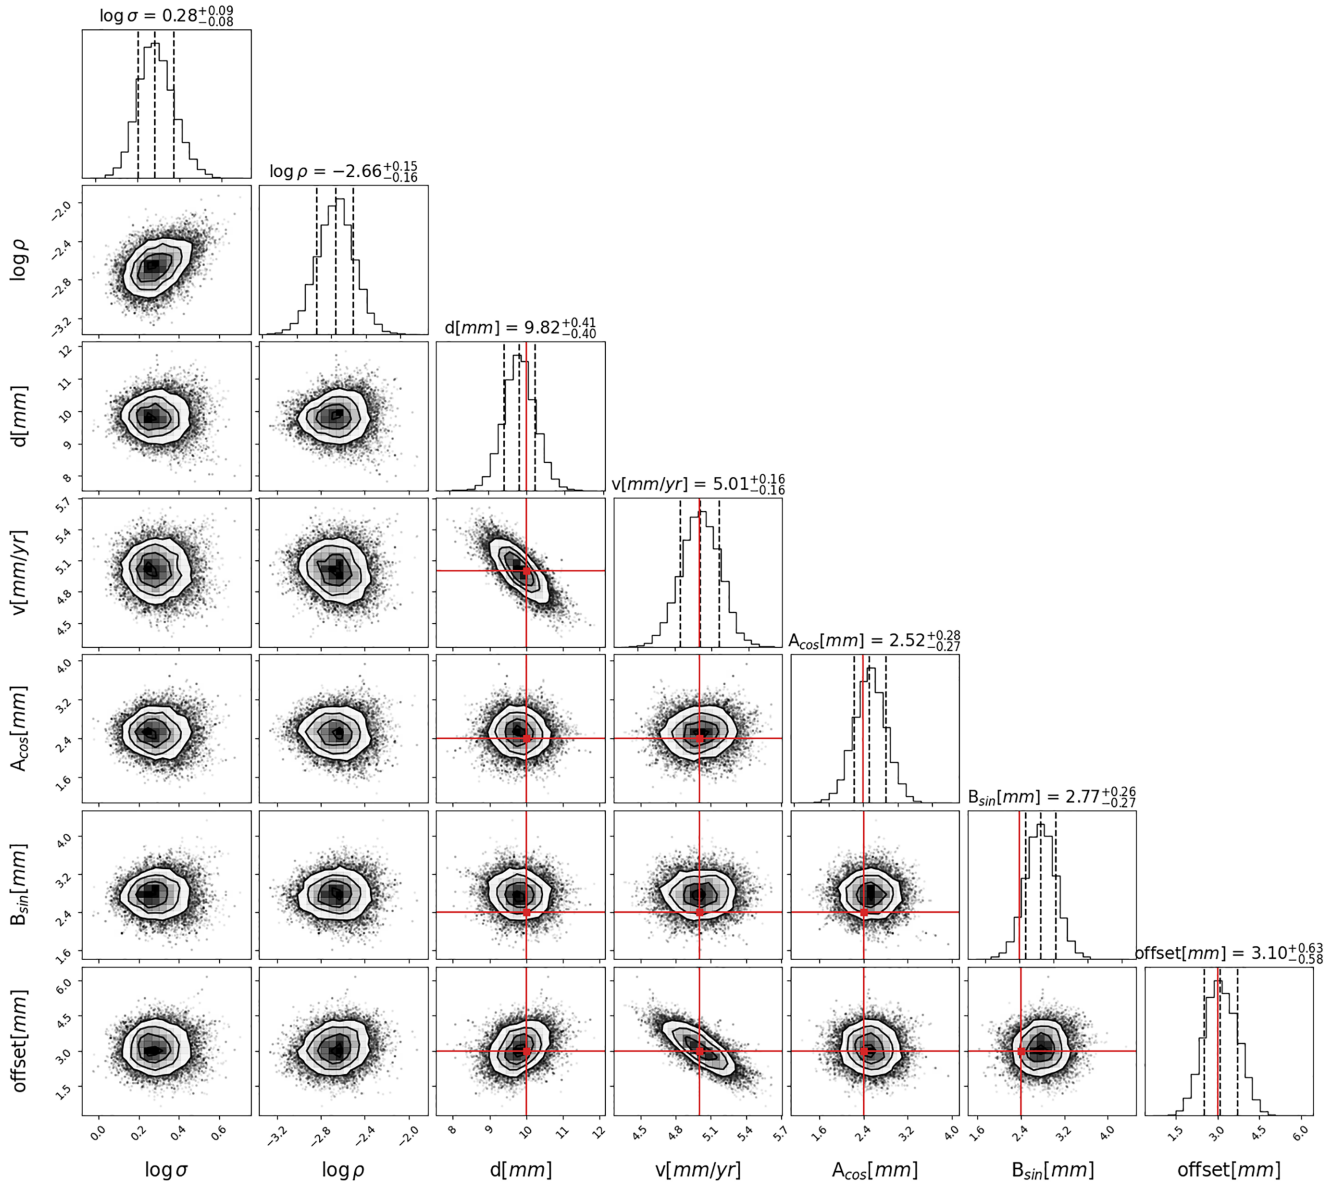 log σ = 0.28+0.09−0.08
log ρ = −2.66+0.15−0.16
d[mm] = 9.82+0.41−0.40
v[mm/yr] = 5.01+0.16−0.16
Acos[mm] = 2.52+0.28−0.27
Bsin[mm] = 2.77+0.26−0.27
offset[mm] = 3.10+0.63−0.58
log ρ
−2.0
−2.4
−2.8
−3.2
d[mm]
12
11
10
9
8
v[mm/yr]
5.7
5.4
5.1
4.8
4.5
Acos[mm]
4.0
3.2
2.4
1.6
Bsin[mm]
4.0
3.2
2.4
1.6
offset[mm]
6.0
4.5
3.0
1.5
0.0 0.2 0.4 0.6
−3.2 −2.8 −2.4 −2.0
8 9 10 11 12
4.5 4.8 5.1 5.4 5.7
1.6 2.4 3.2 4.0
1.6 2.4 3.2 4.0
1.5 3.0 4.5 6.0
log σ
log ρ
d[mm]
v[mm/yr]
Acos[mm]
Bsin[mm]
offset[mm]